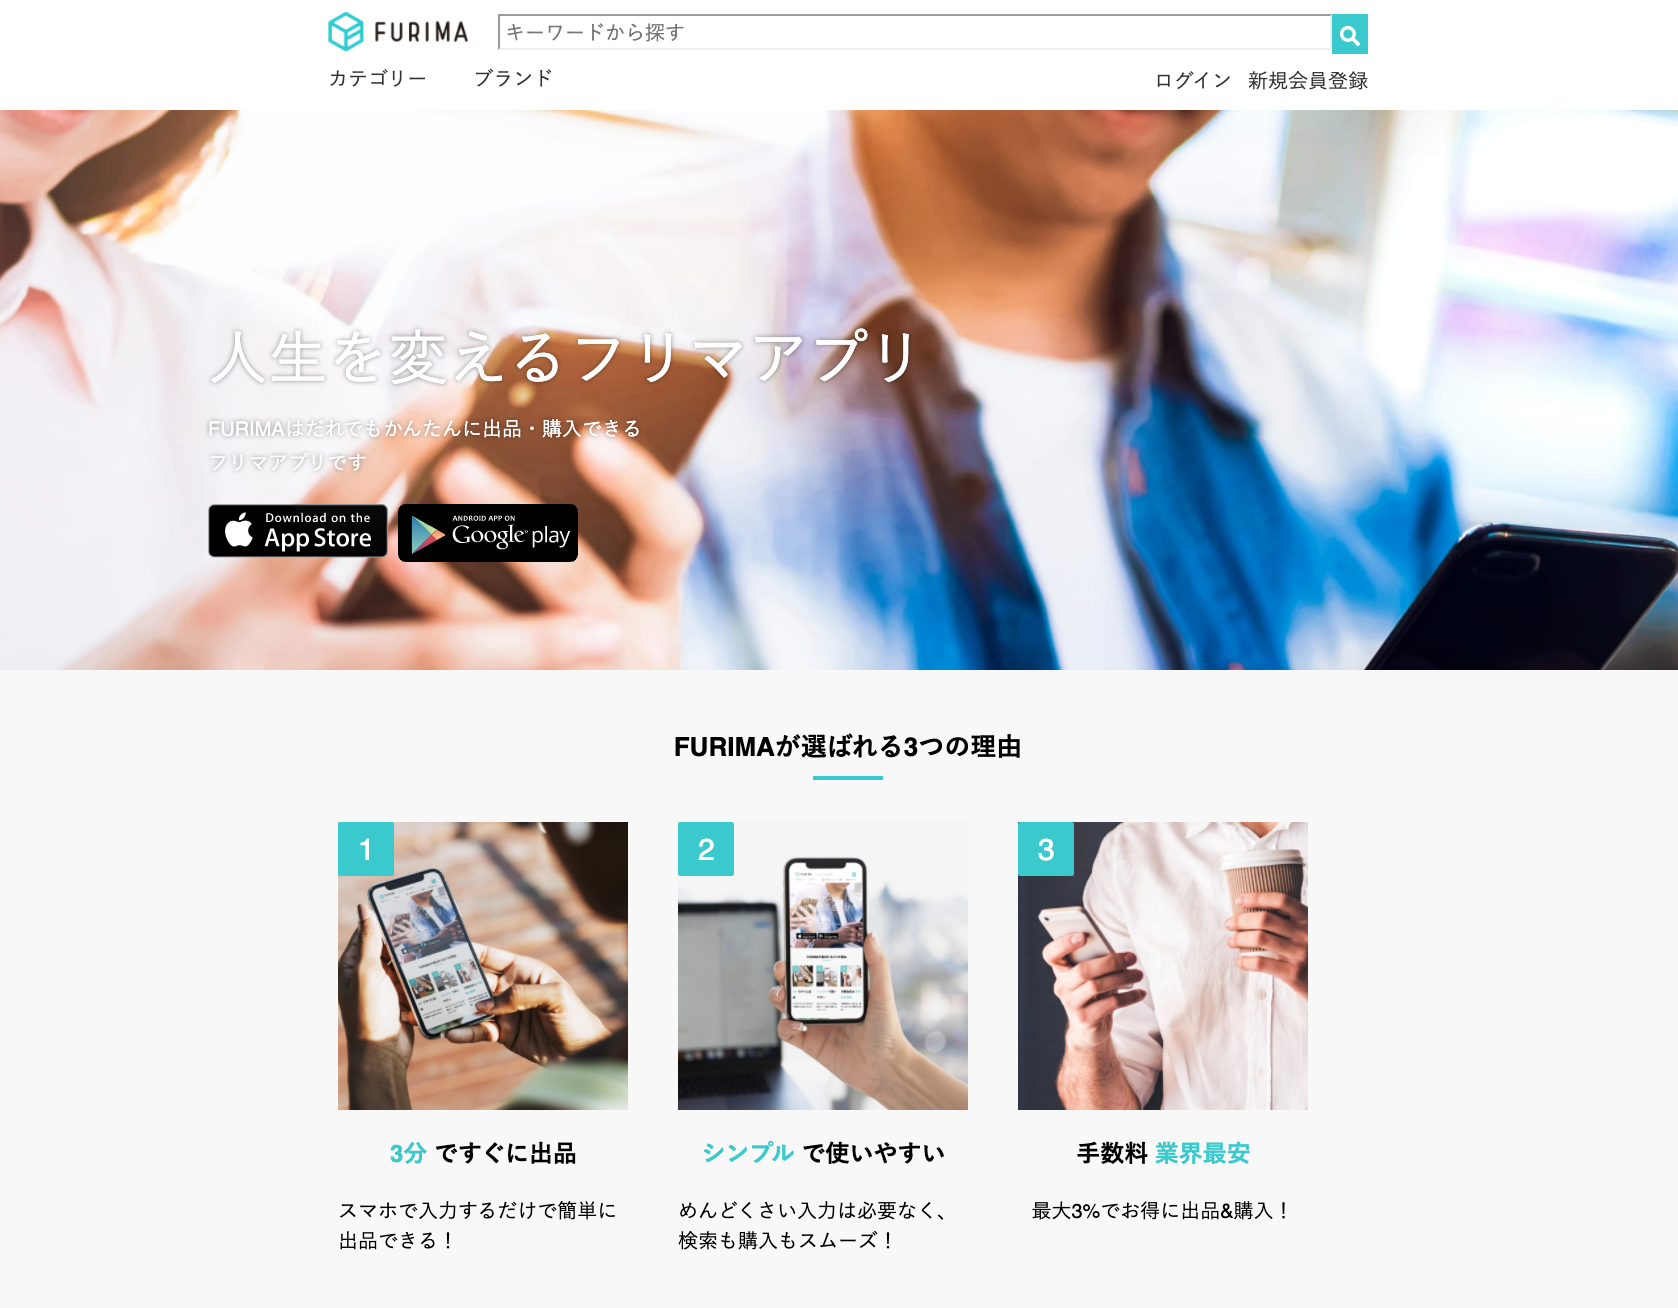 FURIMA
キーワードから探す
カテゴリー ブランド
ログイン 新規会員登録
人生を変えるフリマアプリ
FURIMAはだれでもかんたんに出品・購入できる
フリマアプリです
Download on the
App Store
ANDROID APP ON
Google play
FURIMAが選ばれる3つの理由
1
2
3
3分 ですぐに出品
スマホで入力するだけで簡単に
出品できる！
シンプル で使いやすい
めんどくさい入力は必要なく、
検索も購入もスムーズ！
手数料 業界最安
最大3%でお得に出品&購入！